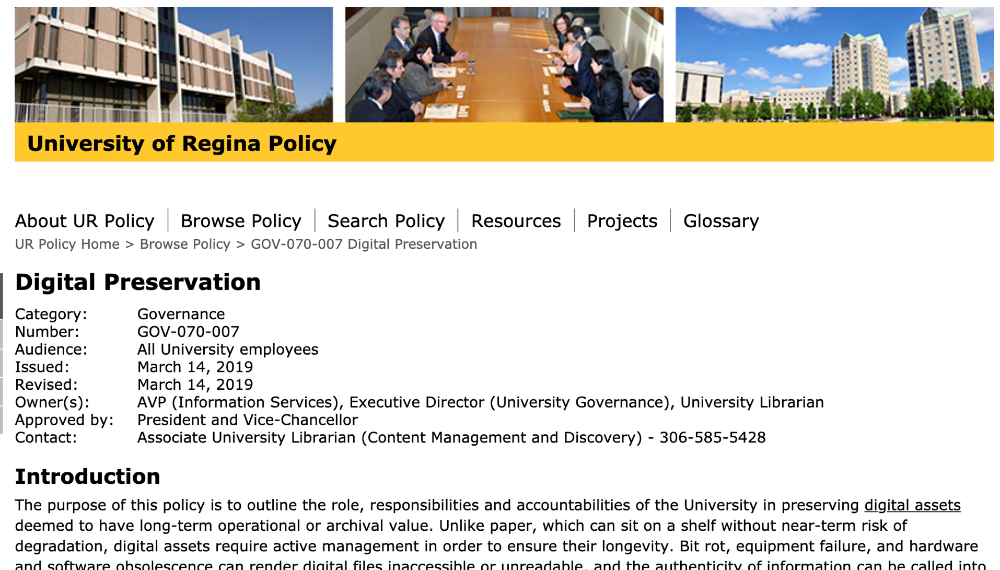 University of Regina Policy
About UR Policy | Browse Policy | Search Policy | Resources | Projects | Glossary
UR Policy Home > Browse Policy > GOV-070-007 Digital Preservation
Digital Preservation
Category: Governance
Number: GOV-070-007
Audience: All University employees
Issued: March 14, 2019
Revised: March 14, 2019
Owner(s): AVP (Information Services), Executive Director (University Governance), University Librarian
Approved by: President and Vice-Chancellor
Contact: Associate University Librarian (Content Management and Discovery) - 306-585-5428
Introduction
The purpose of this policy is to outline the role, responsibilities and accountabilities of the University in preserving digital assets
deemed to have long-term operational or archival value. Unlike paper, which can sit on a shelf without near-term risk of
degradation, digital assets require active management in order to ensure their longevity. Bit rot, equipment failure, and hardware
and software obsolescence can render digital files inaccessible or unreadable, and the authenticity of information can be called into